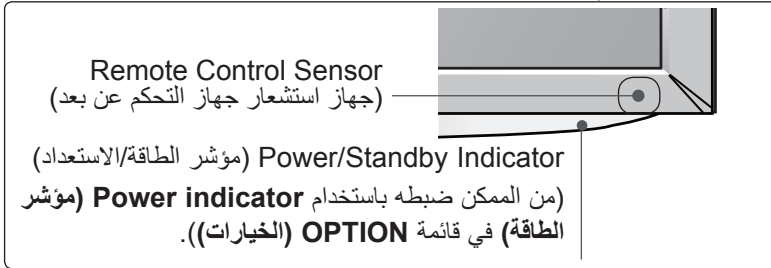 Remote Control Sensor
(جهاز استشعار جهاز التحكم عن بعد)
Power/Standby Indicator (مؤشر الطاقة/الاستعداد)
(من الممكن ضبطه باستخدام Power indicator (مؤشر
الطاقة) في قائمة OPTION (الخيارات)).